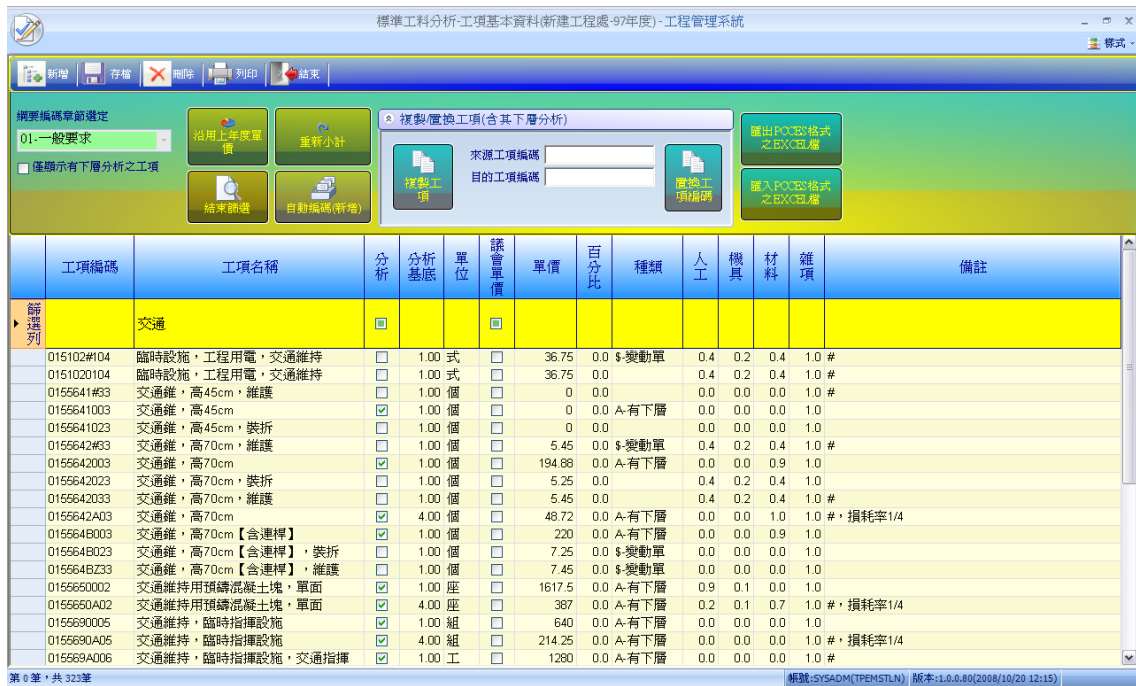 標準工料分析-工項基本資料(新建工程處-97年度) - 工程管理系統
樣式
新增 存檔 刪除 列印 結束
綱要編碼章節選定
01-一般要求
僅顯示有下層分析之工項
沿用上年度單價
重新小計
結束篩選
自動編碼(新增)
複製/置換工項(含其下層分析)
複製工項
來源工項編碼
目的工項編碼
置換工項編碼
匯出PCCES格式之EXCEL檔
匯入PCCES格式之EXCEL檔
工項編碼 工項名稱 分析 分析基底 單位 議會單價 單價 百分比 種類 人工 機具 材料 雜項 備註
篩選列 交通
015102#104 臨時設施，工程用電，交通維持 1.00 式 36.75 0.0 $-變動單 0.4 0.2 0.4 1.0 #
0151020104 臨時設施，工程用電，交通維持 1.00 式 36.75 0.0 0.4 0.2 0.4 1.0 #
0155641#33 交通錐，高45cm，維護 1.00 個 0 0.0 0.0 0.0 0.0 1.0 #
0155641003 交通錐，高45cm 1.00 個 0 0.0 A-有下層 0.0 0.0 0.0 1.0
0155641023 交通錐，高45cm，裝拆 1.00 個 0 0.0 0.0 0.0 0.0 1.0
0155642#33 交通錐，高70cm，維護 1.00 個 5.45 0.0 $-變動單 0.4 0.2 0.4 1.0 #
0155642003 交通錐，高70cm 1.00 個 194.88 0.0 A-有下層 0.0 0.0 0.9 1.0
0155642023 交通錐，高70cm，裝拆 1.00 個 5.25 0.0 0.4 0.2 0.4 1.0
0155642033 交通錐，高70cm，維護 1.00 個 5.45 0.0 0.4 0.2 0.4 1.0 #
0155642A03 交通錐，高70cm 4.00 個 48.72 0.0 A-有下層 0.0 0.0 1.0 1.0 #，損耗率1/4
015564B003 交通錐，高70cm【含連桿】 1.00 個 220 0.0 A-有下層 0.0 0.0 0.9 1.0
015564B023 交通錐，高70cm【含連桿】，裝拆 1.00 個 7.25 0.0 $-變動單 0.0 0.0 0.0 1.0
015564BZ33 交通錐，高70cm【含連桿】，維護 1.00 個 7.45 0.0 $-變動單 0.0 0.0 0.0 1.0
0155650002 交通維持用預鑄混凝土塊，單面 1.00 座 1617.5 0.0 A-有下層 0.9 0.1 0.0 1.0
0155650A02 交通維持用預鑄混凝土塊，單面 4.00 座 387 0.0 A-有下層 0.2 0.1 0.7 1.0 #，損耗率1/4
0155690005 交通維持，臨時指揮設施 1.00 組 640 0.0 A-有下層 0.0 0.0 0.0 1.0
0155690A05 交通維持，臨時指揮設施 4.00 組 214.25 0.0 A-有下層 0.0 0.0 0.0 1.0 #，損耗率1/4
015569A006 交通維持，臨時指揮設施，交通指揮 1.00 工 1280 0.0 A-有下層 0.0 0.0 0.0 1.0 #
第 0 筆，共 323筆 帳號:SYSADM(TPEMSTLN) 版本:1.0.0.80(2008/10/20 12:15)